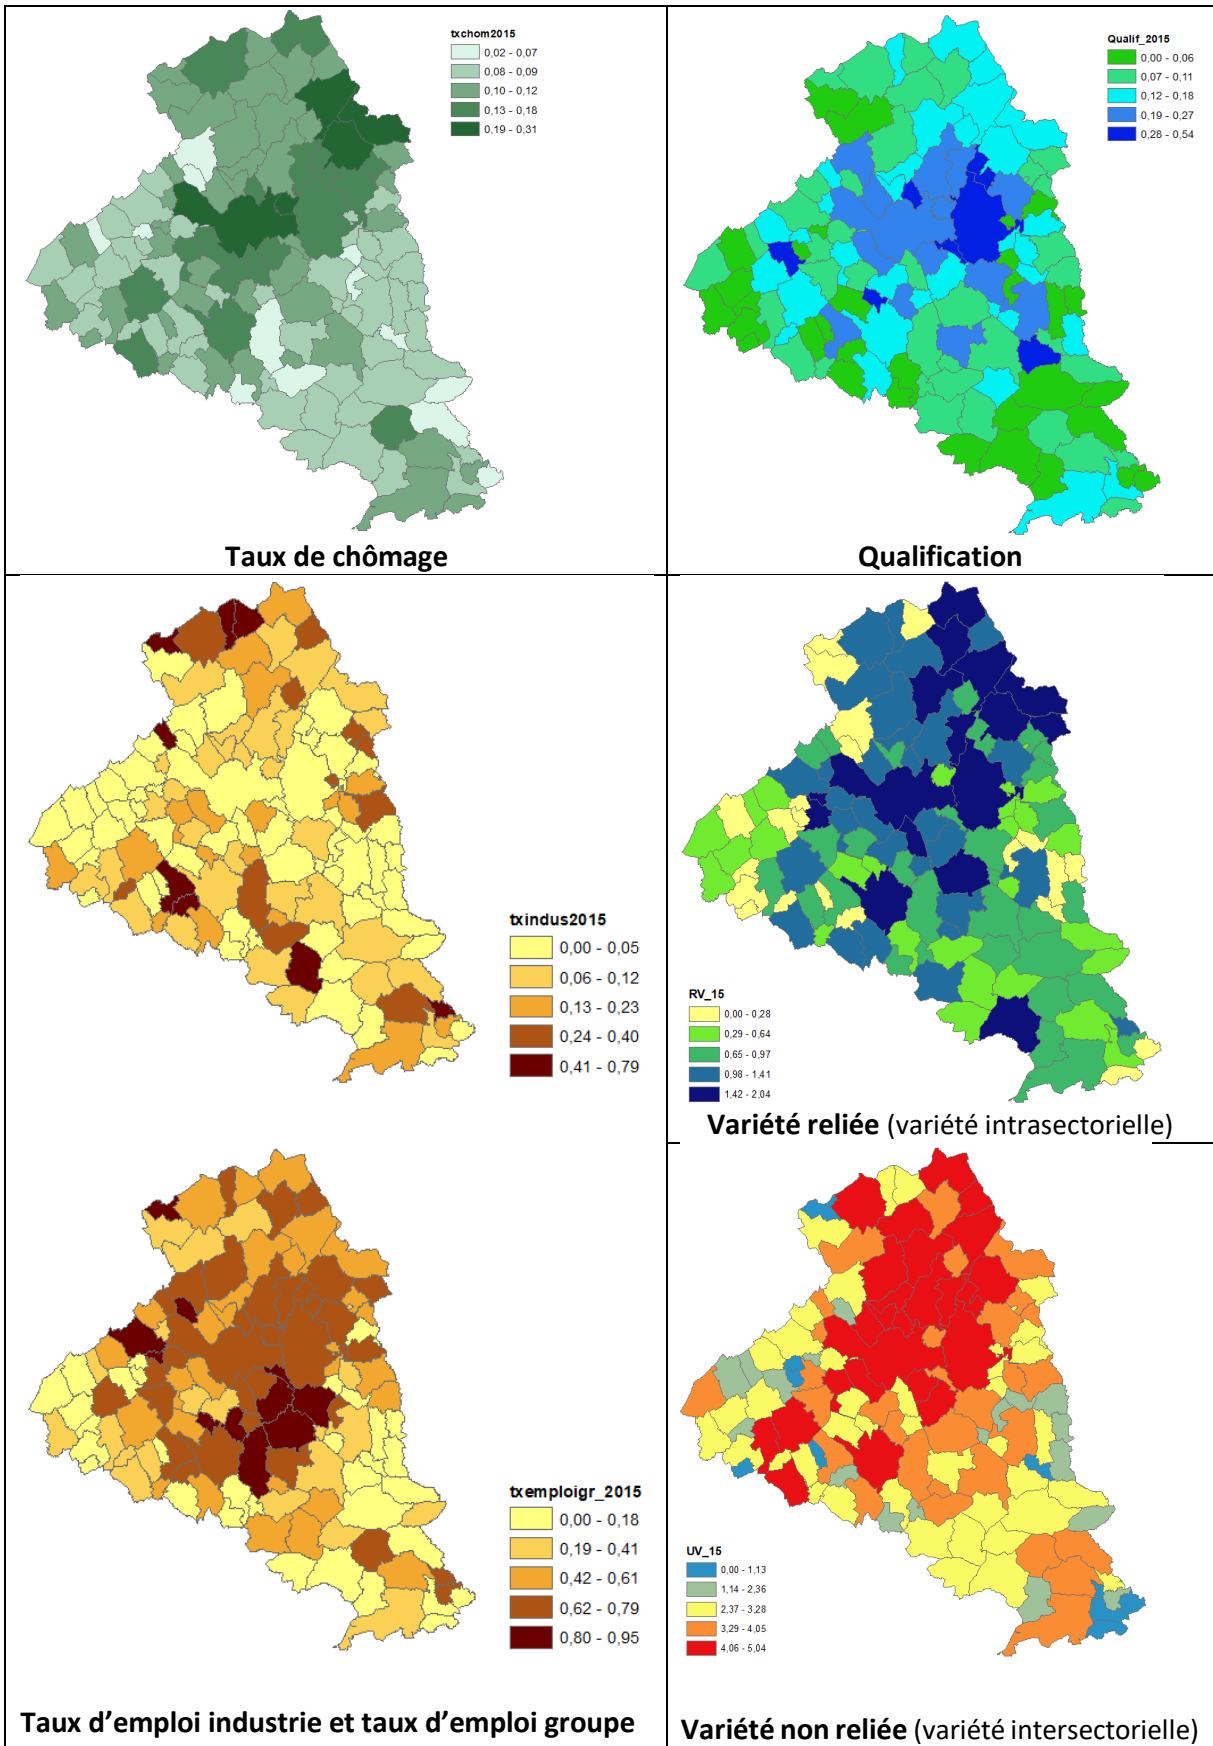 txchom2015
0,02 - 0,07
0,08 - 0,09
0,10 - 0,12
0,13 - 0,18
0,19 - 0,31
Taux de chômage
Qualif_2015
0,00 - 0,06
0,07 - 0,11
0,12 - 0,18
0,19 - 0,27
0,28 - 0,54
Qualification
txindus2015
0,00 - 0,05
0,06 - 0,12
0,13 - 0,23
0,24 - 0,40
0,41 - 0,79
RV_15
0,00 - 0,28
0,29 - 0,64
0,65 - 0,97
0,98 - 1,41
1,42 - 2,04
Variété reliée (variété intrasectorielle)
txemploigr_2015
0,00 - 0,18
0,19 - 0,41
0,42 - 0,61
0,62 - 0,79
0,80 - 0,95
Taux d’emploi industrie et taux d’emploi groupe
UV_15
0,00 - 1,13
1,14 - 2,36
2,37 - 3,28
3,29 - 4,05
4,06 - 5,04
Variété non reliée (variété intersectorielle)